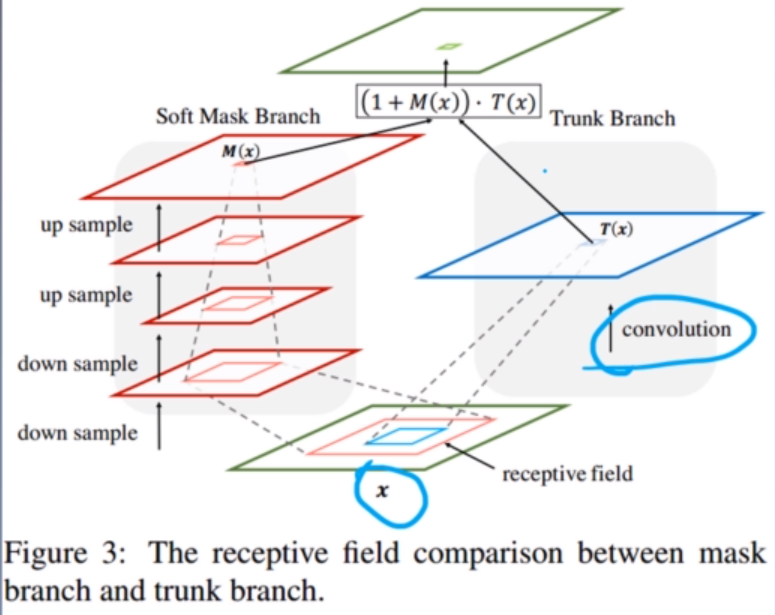 (1 + M(x)) · T(x)
Soft Mask Branch
Trunk Branch
M(x)
up sample
T(x)
up sample
convolution
down sample
down sample
receptive field
x
Figure 3: The receptive field comparison between mask
branch and trunk branch.